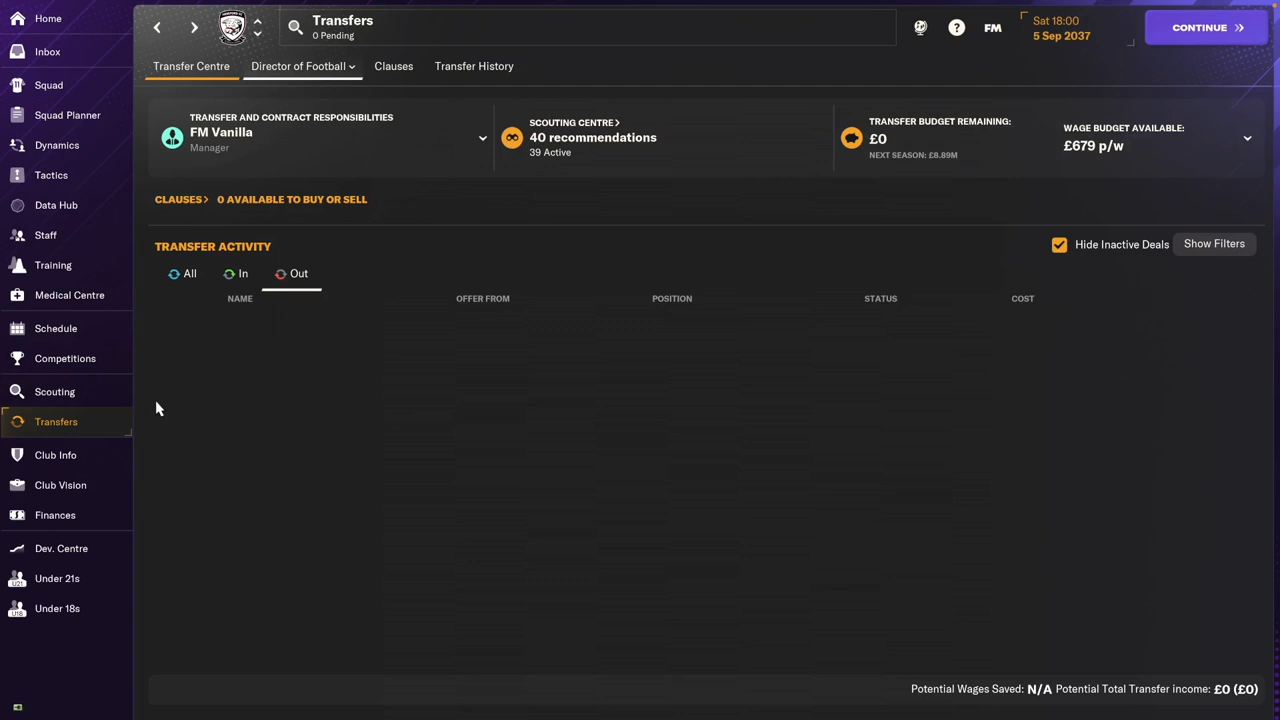 Home
Inbox
Squad
Squad Planner
Dynamics
Tactics
Data Hub
Staff
Training
Medical Centre
Schedule
Competitions
Scouting
Transfers
Club Info
Club Vision
Finances
Dev. Centre
U21
Under 21s
U18
Under 18s
Transfers
0 Pending
?
FM
Sat 18:00
5 Sep 2037
CONTINUE
Transfer Centre
Director of Football
Clauses
Transfer History
TRANSFER AND CONTRACT RESPONSIBILITIES
FM Vanilla
Manager
SCOUTING CENTRE>
40 recommendations
39 Active
TRANSFER BUDGET REMAINING:
£0
NEXT SEASON: £8.89M
WAGE BUDGET AVAILABLE:
£679 p/w
CLAUSES> 0 AVAILABLE TO BUY OR SELL
TRANSFER ACTIVITY
Hide Inactive Deals
Show Filters
All
In
Out
NAME OFFER FROM POSITION STATUS COST
Potential Wages Saved: N/A Potential Total Transfer income: £0 (£0)